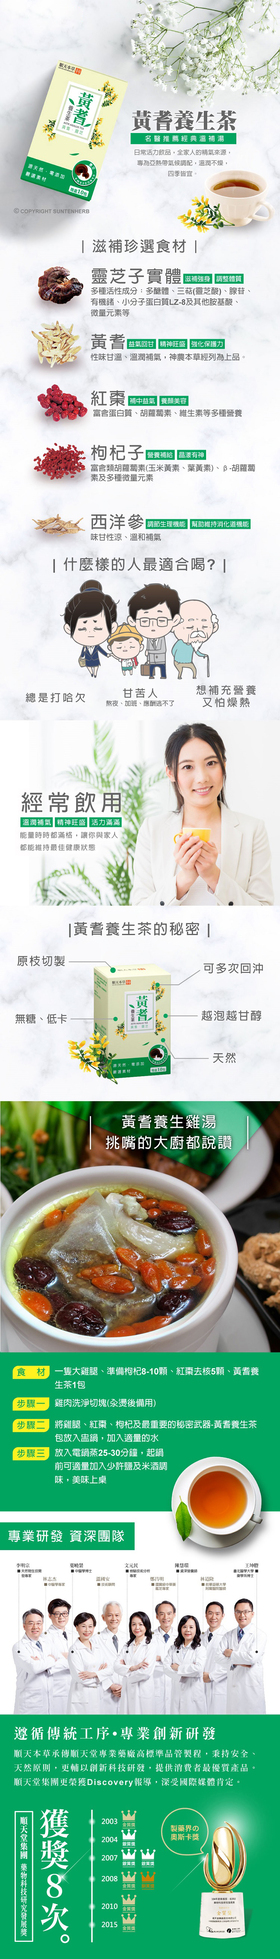 順天本草
黃耆
養生茶
黃耆養生茶
名醫推薦經典溫補湯
日常活力飲品，全家人的精氣來源，
專為亞熱帶氣候調配，溫潤不燥，
四季皆宜。
© COPYRIGHT SUNTENHERB
| 滋補珍選食材 |
靈芝子實體 滋補強身 調整體質
多種活性成分：多醣體、三萜(靈芝酸)、腺苷、
有機鍺、小分子蛋白質LZ-8及其他胺基酸、
微量元素等
黃耆 益氣回甘 精神旺盛 強化保護力
性味甘溫、溫潤補氣，神農本草經列為上品。
紅棗 補中益氣 養顏美容
富含蛋白質、胡蘿蔔素、維生素等多種營養
枸杞子 營養補給 晶潤有神
富含類胡蘿蔔素(玉米黃素、葉黃素)、β-胡蘿蔔
素及多種微量元素
西洋參 調節生理機能 幫助維持消化道機能
味甘性涼、溫和補氣
| 什麼樣的人最適合喝? |
總是打哈欠
甘苦人
熬夜、加班、應酬逃不了
想補充營養
又怕燥熱
經常飲用
溫潤補氣 精神旺盛 活力滿滿
能量時時都滿格，讓你與家人
都能維持最佳健康狀態
|黃耆養生茶的秘密 |
原枝切製
可多次回沖
無糖、低卡
越泡越甘醇
天然
黃耆
養生茶
黃耆養生雞湯
挑嘴的大廚都說讚
食 材 一隻大雞腿、準備枸杞8-10顆、紅棗去核5顆、黃耆養
生茶1包
步驟一 雞肉洗淨切塊(汆燙後備用)
步驟二 將雞腿、紅棗、枸杞及最重要的秘密武器-黃耆養生茶
包放入盅鍋，加入適量的水
步驟三 放入電鍋蒸25-30分鐘，起鍋
前可適量加入少許鹽及米酒調
味，美味上桌
專業研發 資深團隊
遵循傳統工序•專業創新研發
順天本草承傳順天堂專業藥廠高標準品管製程，秉持安全、
天然原則，更輔以創新科技研發，提供消費者最優質產品。
順天堂集團更榮獲Discovery報導，深受國際媒體肯定。
順天堂集團 藥物科技研究發展獎
獲獎8次。
2003
2004
2007
2008
2010
2015
製藥界の
奧斯卡獎